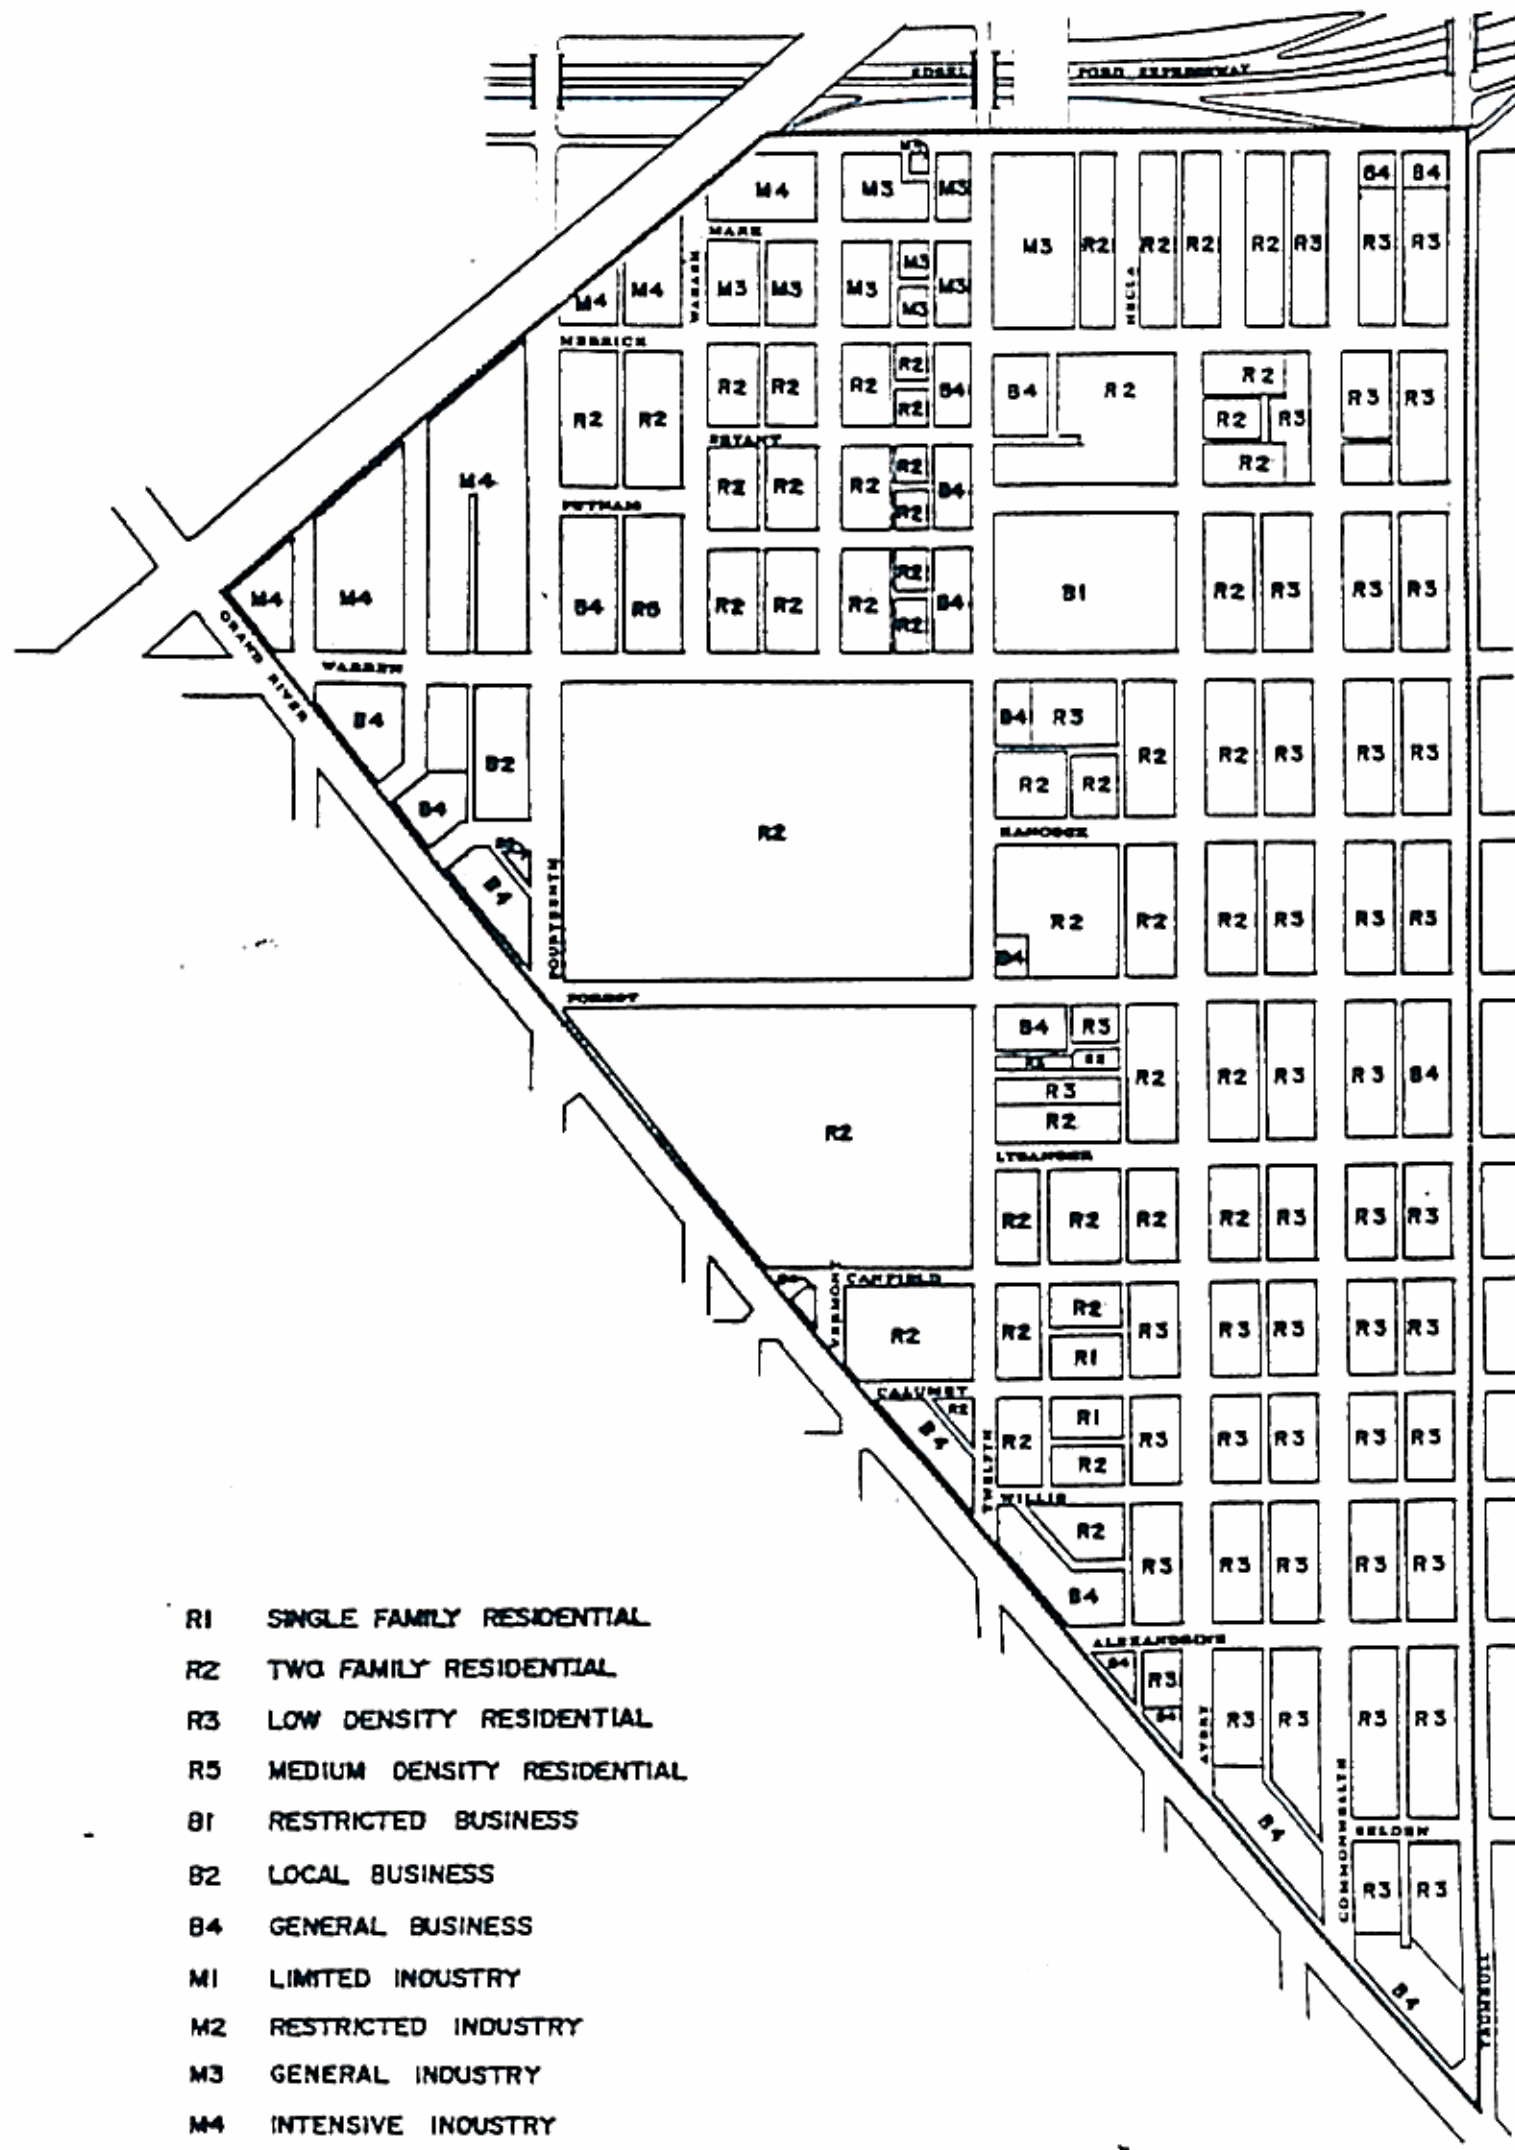 EDSEL FORD EXPRESSWAY
M3
M4 M3 M3 B4 B4
MARK
M3 R2 R2 R2 R2 R3 R3 R3
WABASH
HECLA
M4 M4 M3 M3 M3 M3 M3
M3
MERRICK
R2 R2 R2 R2 R2 R2 B4 B4 R2 R2 R3 R3
R2 R2 R3
BRYANT
R2
M4 R2 R2 R2 R2 B4
R2
PUTNAM
R2
M4 M4 B4 R5 R2 R2 R2 B4 B1 R2 R3 R3 R3
R2
GRAND RIVER
WARREN
B4 B4 R3
B2 R2 R2 R3 R3 R3
R2 R2
B4
R2
HANCOCK
B4
FOURTEENTH
R2 R2 R2 R3 R3 R3
B4
FOREST
B4 R3
R2 R2 R3 R3 B4
R3
R2
R2
LYSANDER
R2 R2 R2 R2 R3 R3 R3
VERMONT
CANFIELD
R2 R2 R2 R3 R3 R3 R3 R3
R1
CALUMET
R2
B4 R2 R1 R3 R3 R3 R3 R3
R2
TWELFTH
WILLIS
R2
R3 R3 R3 R3 R3
B4
ALEXANDRINE
B4 R3
B4 R3 R3 R3 R3
AVERY
B4
COMMONWEALTH
SELDEN
R3 R3
B4
TRUMBULL
R1 SINGLE FAMILY RESIDENTIAL
R2 TWO FAMILY RESIDENTIAL
R3 LOW DENSITY RESIDENTIAL
R5 MEDIUM DENSITY RESIDENTIAL
B1 RESTRICTED BUSINESS
B2 LOCAL BUSINESS
B4 GENERAL BUSINESS
M1 LIMITED INDUSTRY
M2 RESTRICTED INDUSTRY
M3 GENERAL INDUSTRY
M4 INTENSIVE INDUSTRY